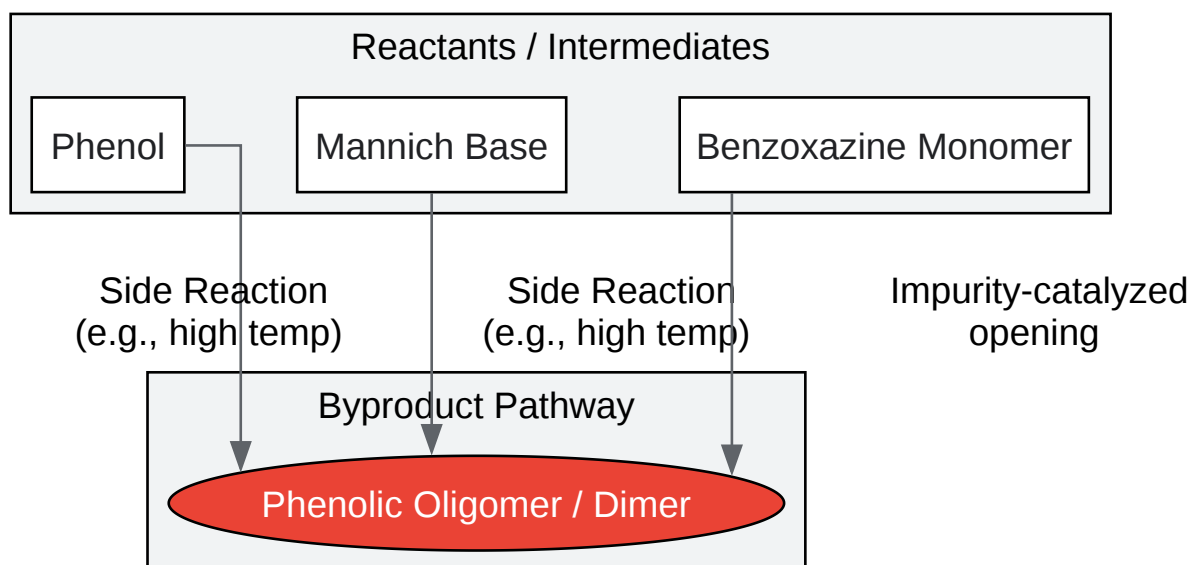 Reactants / Intermediates
Phenol
Mannich Base
Benzoxazine Monomer
Side Reaction
(e.g., high temp)
Side Reaction
(e.g., high temp)
Impurity-catalyzed
opening
Byproduct Pathway
Phenolic Oligomer / Dimer